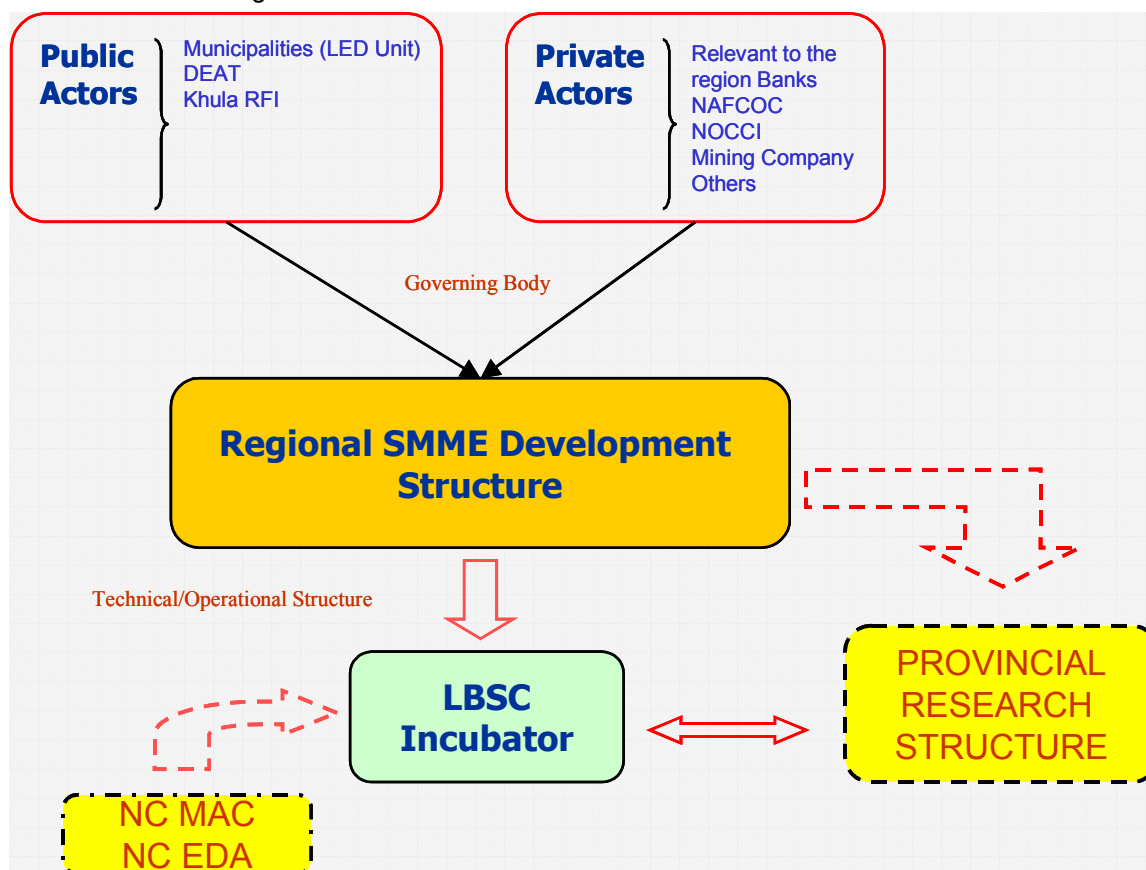 Public
Actors
Municipalities (LED Unit)
DEAT
Khula RFI
Private
Actors
Relevant to the
region Banks
NAFCOC
NOCCI
Mining Company
Others
Governing Body
Regional SMME Development
Structure
Technical/Operational Structure
LBSC
Incubator
PROVINCIAL
RESEARCH
STRUCTURE
NC MAC
NC EDA